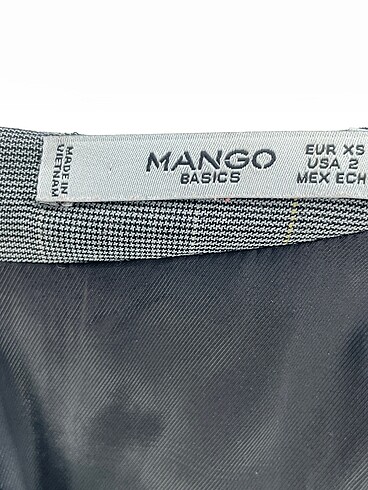 MADE IN
VIETNAM
MANGO
BASICS
EUR XS
USA 2
MEX ECH